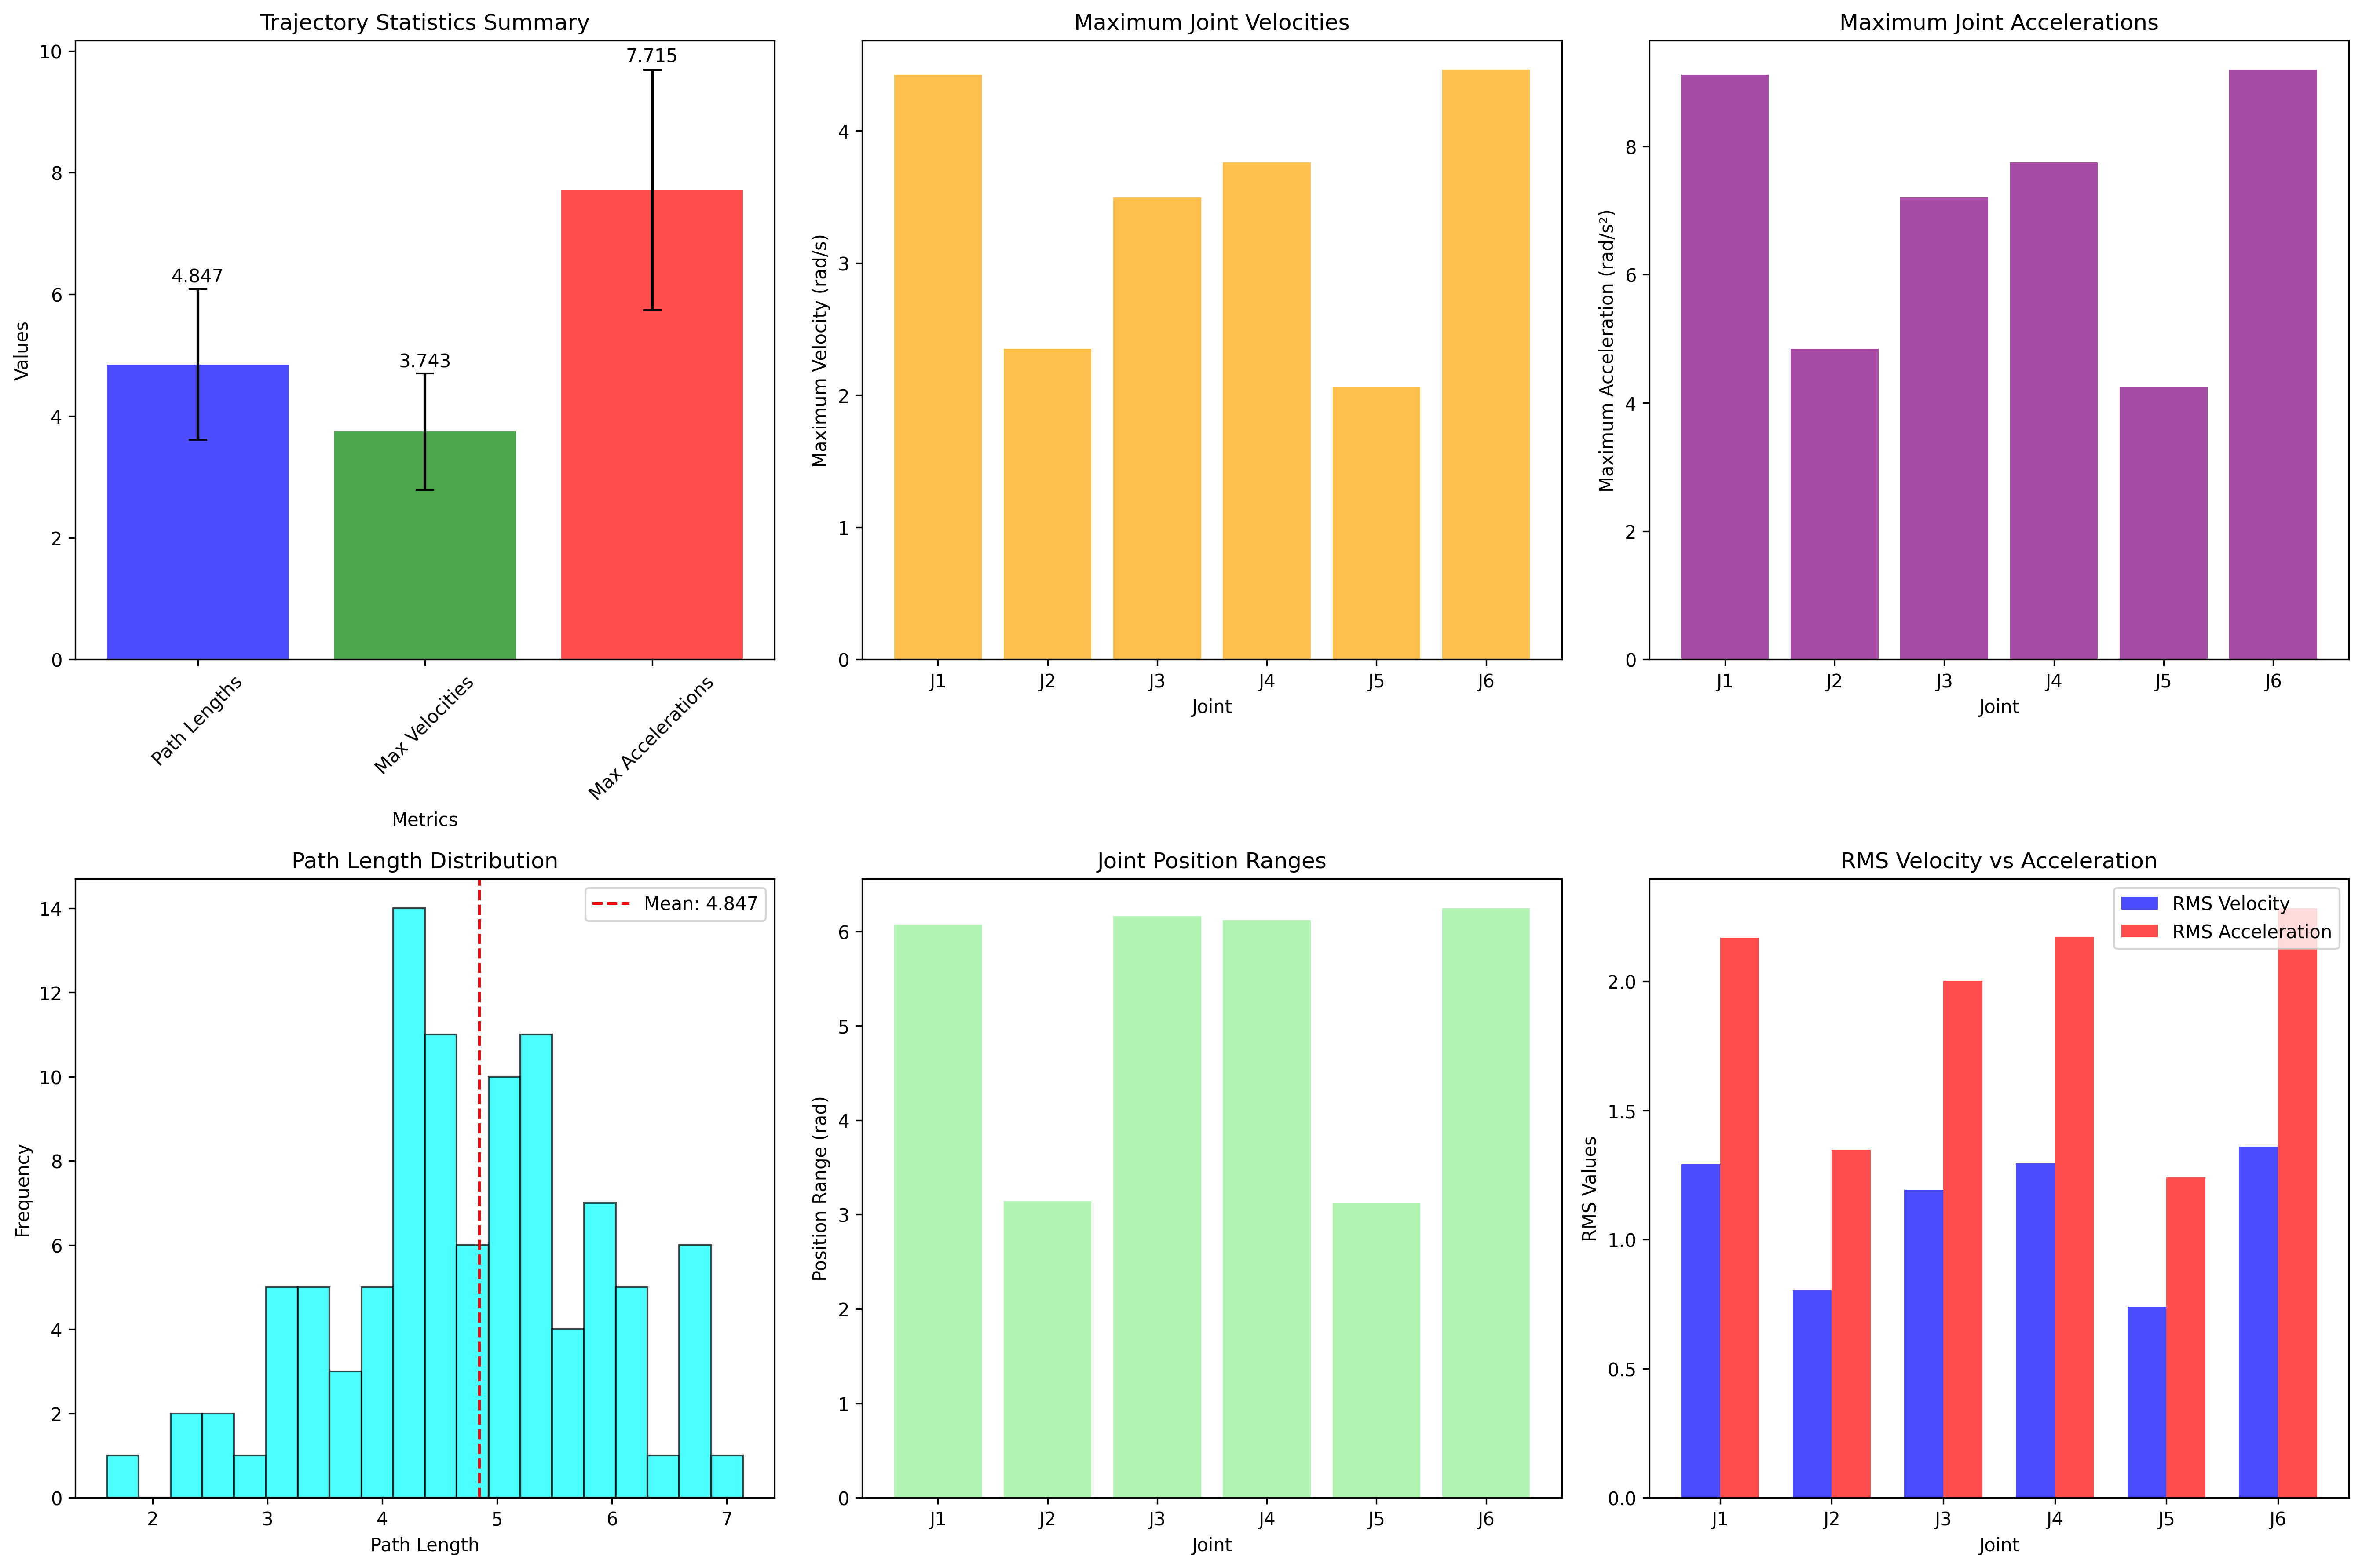 Trajectory Statistics Summary
10
8
6
4
2
0
Values
7.715
4.847
3.743
Path Lengths
Max Velocities
Max Accelerations
Metrics
Maximum Joint Velocities
4
3
2
1
0
Maximum Velocity (rad/s)
J1 J2 J3 J4 J5 J6
Joint
Maximum Joint Accelerations
8
6
4
2
0
Maximum Acceleration (rad/s²)
J1 J2 J3 J4 J5 J6
Joint
Path Length Distribution
Mean: 4.847
14
12
10
8
6
4
2
0
Frequency
2 3 4 5 6 7
Path Length
Joint Position Ranges
6
5
4
3
2
1
0
Position Range (rad)
J1 J2 J3 J4 J5 J6
Joint
RMS Velocity vs Acceleration
RMS Velocity
RMS Acceleration
2.0
1.5
1.0
0.5
0.0
RMS Values
J1 J2 J3 J4 J5 J6
Joint